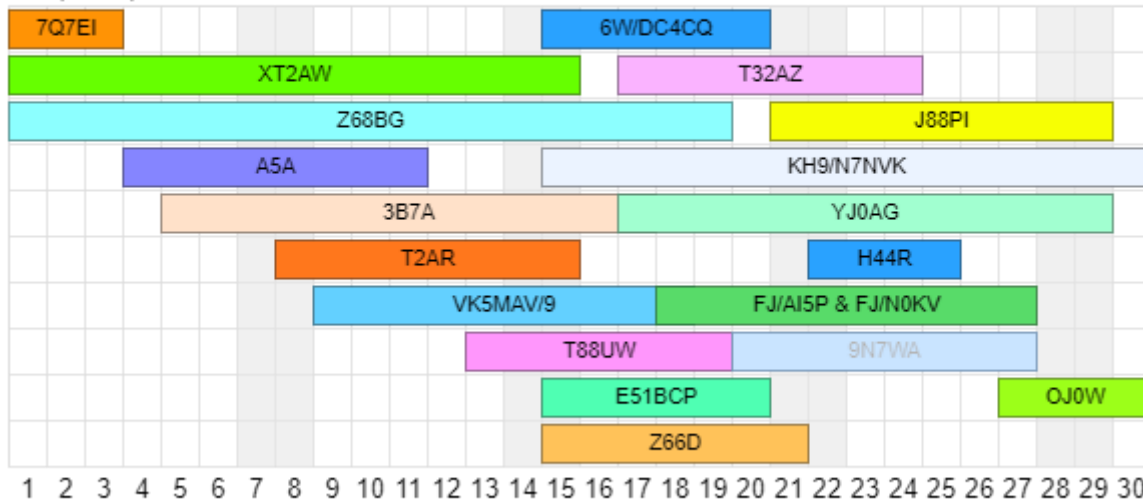 7Q7EI 6W/DC4CQ
XT2AW T32AZ
Z68BG J88PI
A5A KH9/N7NVK
3B7A YJ0AG
T2AR H44R
VK5MAV/9 FJ/AI5P & FJ/N0KV
T88UW 9N7WA
E51BCP OJ0W
Z66D
1 2 3 4 5 6 7 8 9 10 11 12 13 14 15 16 17 18 19 20 21 22 23 24 25 26 27 28 29 30